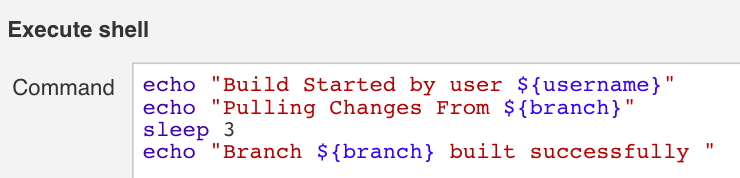 Execute shell
Command
echo "Build Started by user ${username}"
echo "Pulling Changes From ${branch}"
sleep 3
echo "Branch ${branch} built successfully "